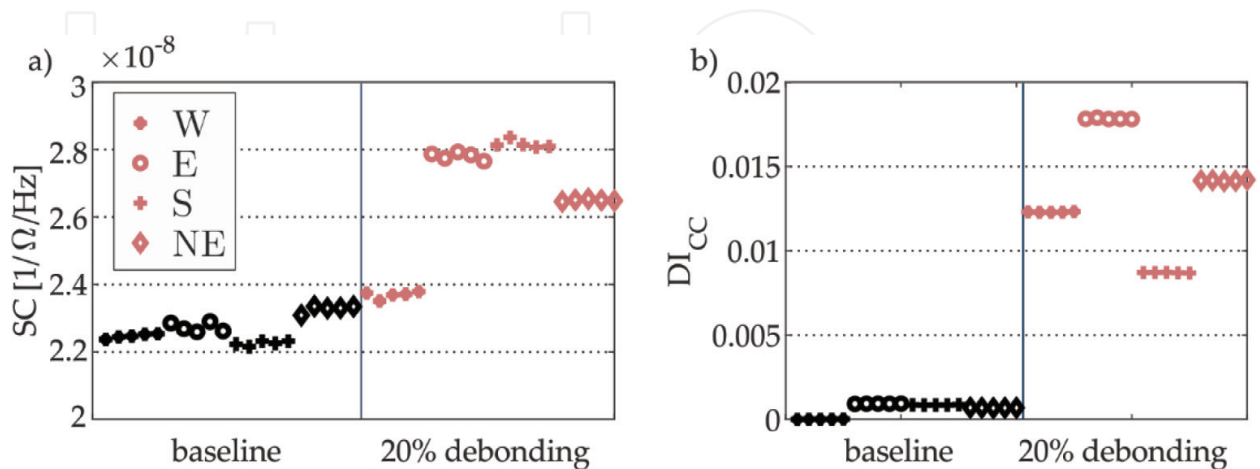 a)
×10⁻⁸
SC [1/Ω/Hz]
3
2.8
2.6
2.4
2.2
2
W
E
S
NE
baseline
20% debonding
b)
DI_CC
0.02
0.015
0.01
0.005
0
baseline
20% debonding